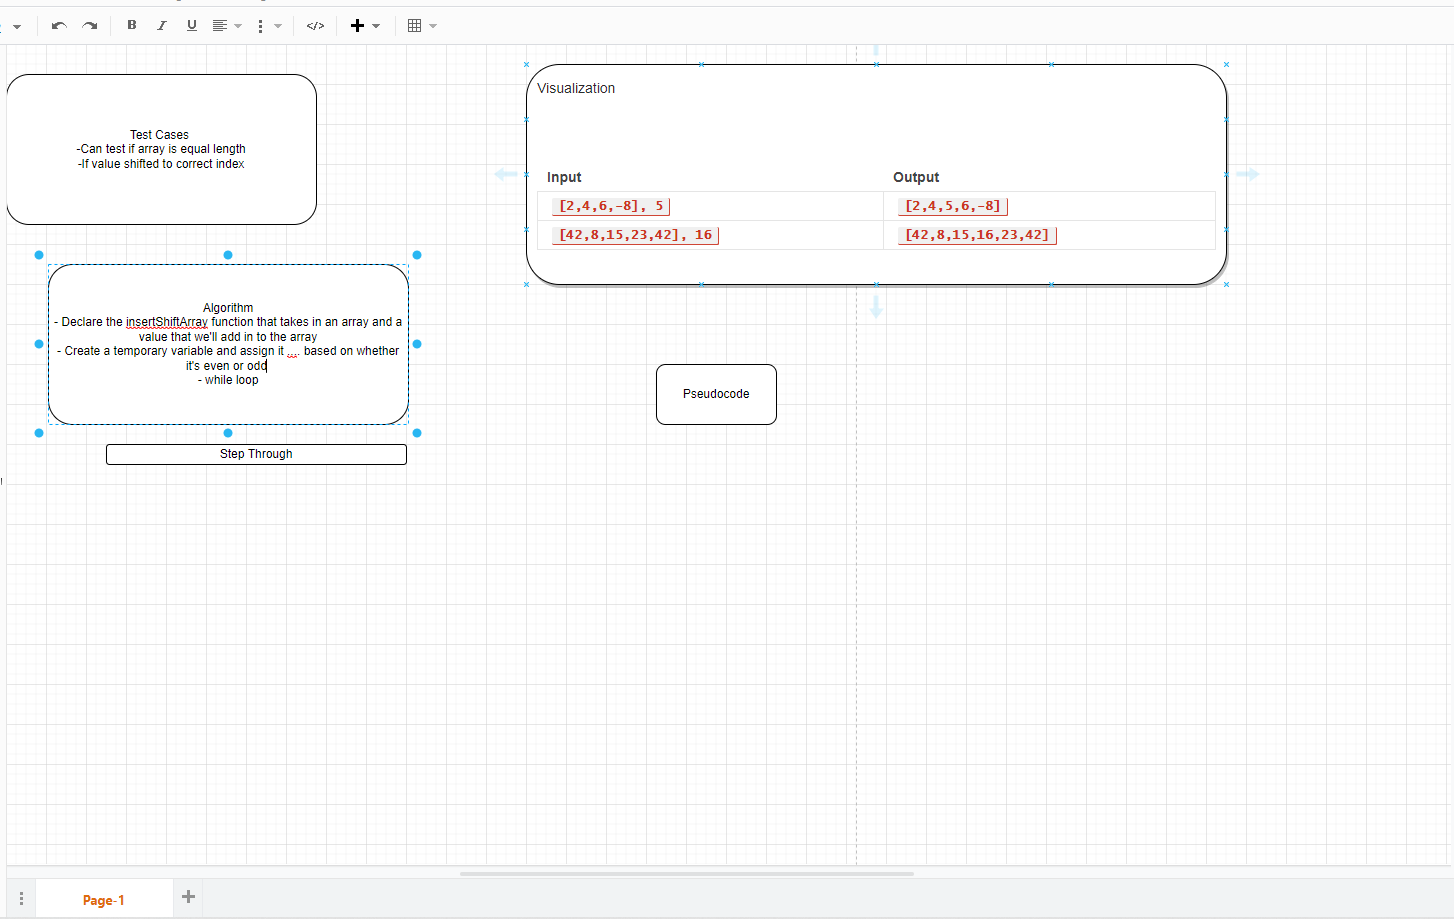 B I U </>
Test Cases
-Can test if array is equal length
-If value shifted to correct index
Visualization
Input Output
[2,4,6,-8], 5 [2,4,5,6,-8]
[42,8,15,23,42], 16 [42,8,15,16,23,42]
Algorithm
- Declare the insertShiftArray function that takes in an array and a
value that we'll add in to the array
- Create a temporary variable and assign it .... based on whether
it's even or odd
- while loop
Pseudocode
Step Through
Page-1